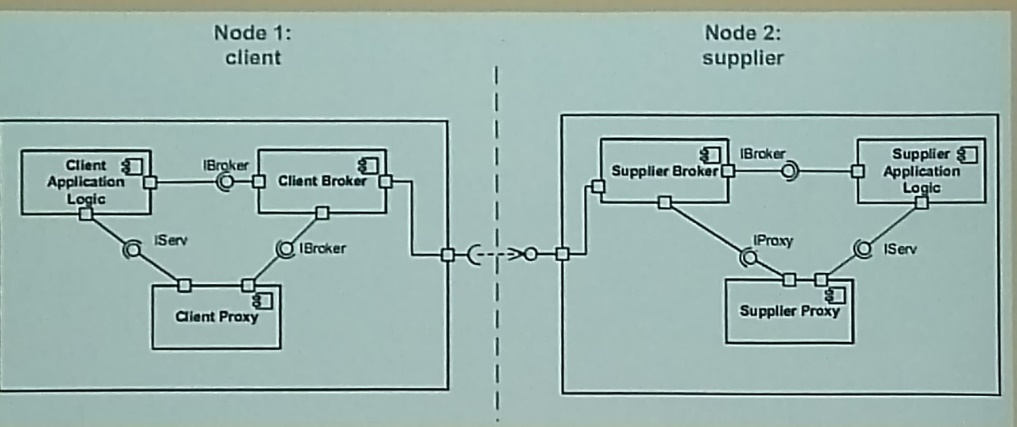 Node 1:
client
Node 2:
supplier
Client
Application
Logic
IBroker
Client Broker
IServ
IBroker
Client Proxy
Supplier Broker
IBroker
Supplier
Application
Logic
IProxy
IServ
Supplier Proxy